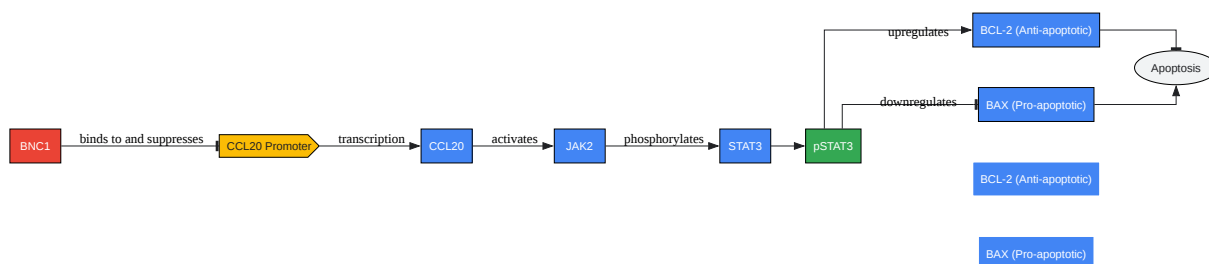 BCL-2 (Anti-apoptotic)
upregulates
Apoptosis
downregulates
BAX (Pro-apoptotic)
BNC1
binds to and suppresses
CCL20 Promoter
transcription
CCL20
activates
JAK2
phosphorylates
STAT3
pSTAT3
BCL-2 (Anti-apoptotic)
BAX (Pro-apoptotic)